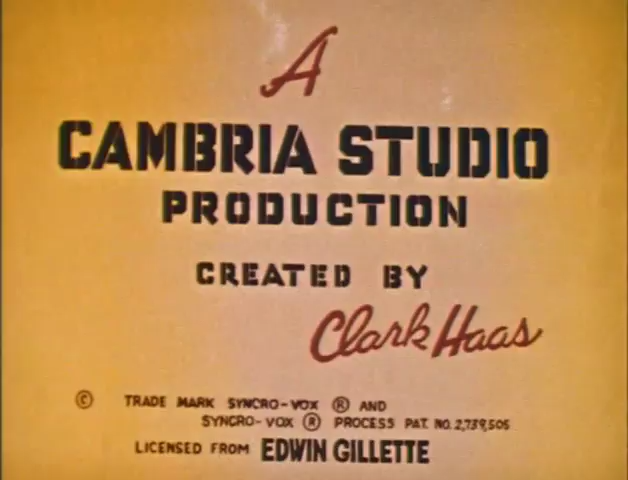 A
CAMBRIA STUDIO
PRODUCTION
CREATED BY
Clark Haas
© TRADE MARK SYNCRO-VOX ® AND
SYNCRO-VOX ® PROCESS PAT. NO. 2,739,505
LICENSED FROM EDWIN GILLETTE